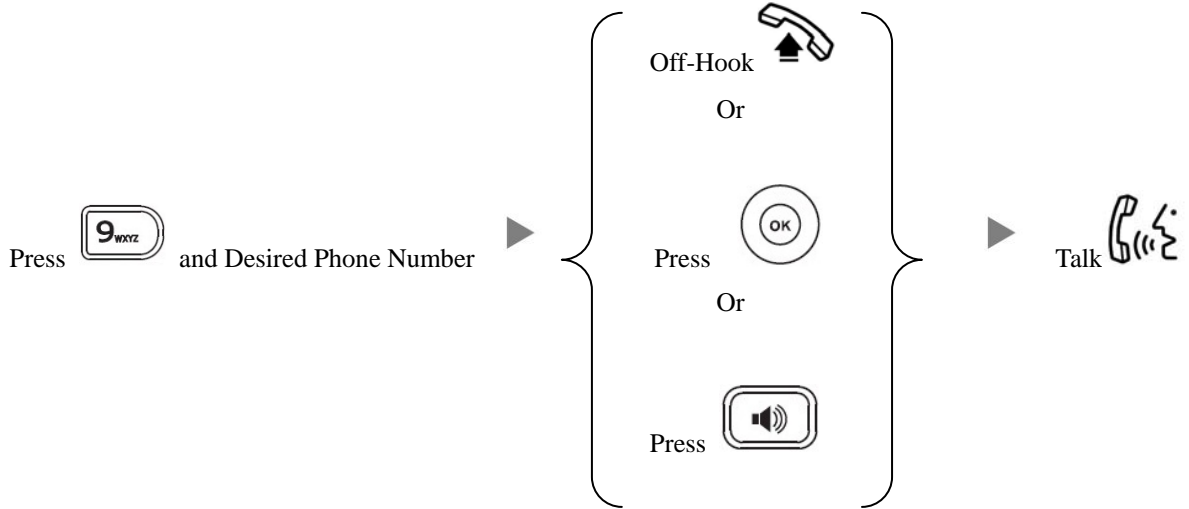 Off-Hook
Or
Press 9WXYZ and Desired Phone Number
Press OK
Talk
Or
Press